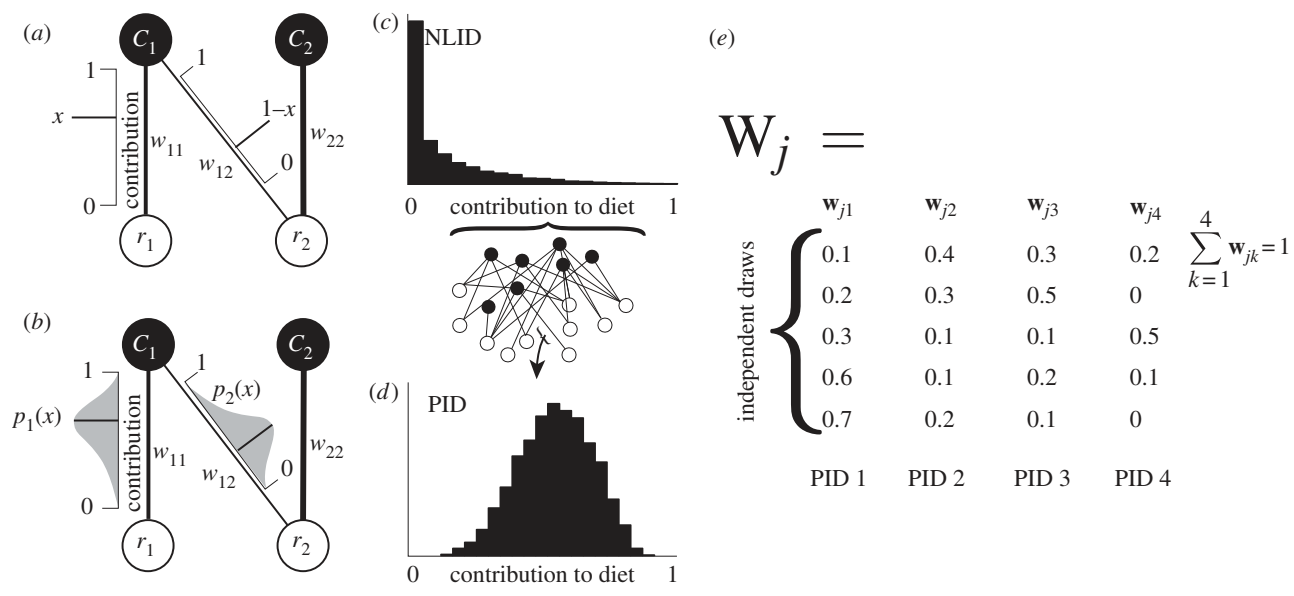 (a)
C1
C2
1
1
x
contribution
1–x
w11
w12
w22
0
0
r1
r2
(b)
C1
C2
1
1
p1(x)
p2(x)
contribution
w11
w12
w22
0
0
r1
r2
(c)
NLID
0 contribution to diet 1
(d)
PID
0 contribution to diet 1
(e)
Wj =
wj1 wj2 wj3 wj4
independent draws
0.1 0.4 0.3 0.2
0.2 0.3 0.5 0
0.3 0.1 0.1 0.5
0.6 0.1 0.2 0.1
0.7 0.2 0.1 0
4
∑ wjk = 1
k = 1
PID 1 PID 2 PID 3 PID 4